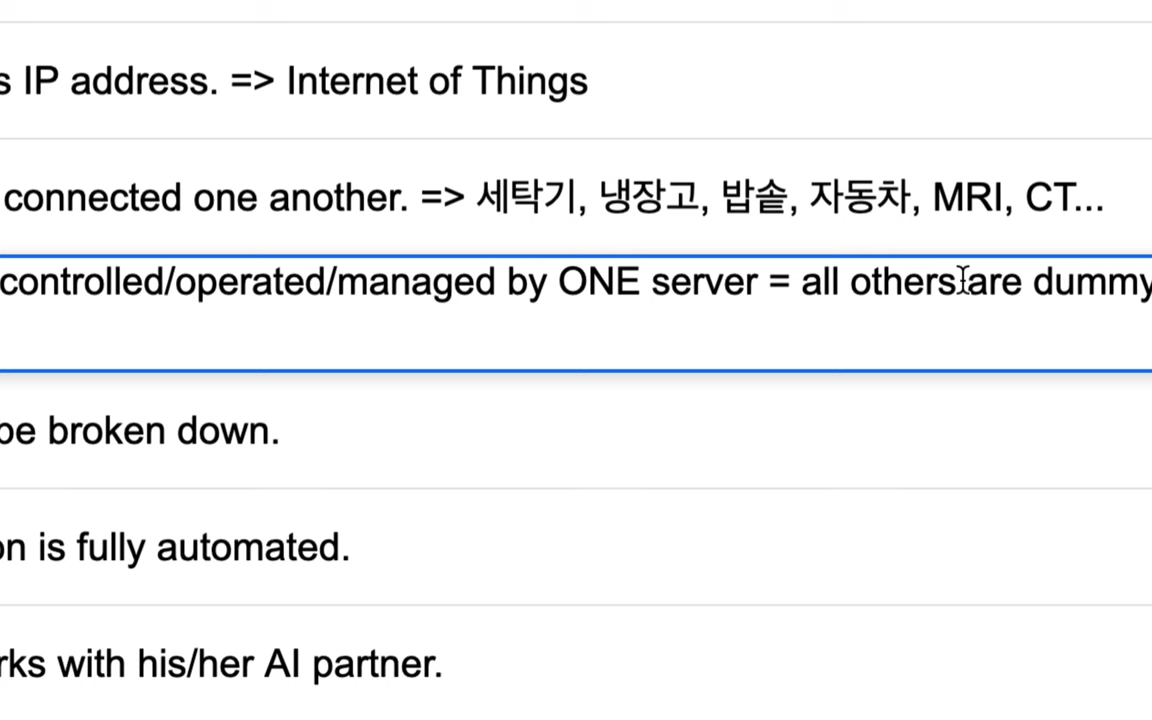 IP address. => Internet of Things
connected one another. => 세탁기, 냉장고, 밥솥, 자동차, MRI, CT...
controlled/operated/managed by ONE server = all others are dummy
be broken down.
is fully automated.
with his/her AI partner.